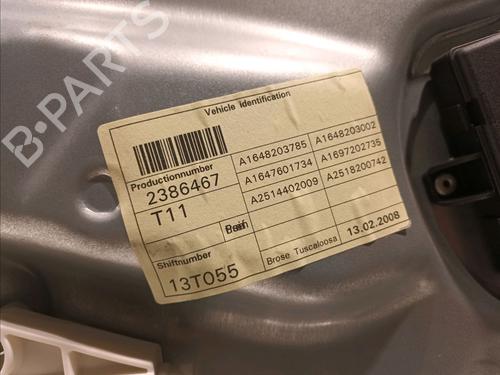 B-PARTS
Vehicle Identification
Productionnumber
2386467
T11
A1648203785 A1648203002
A1647601734 A1697202735
A2514402009 A2518200742
Shiftnumber
13T055
Brose Tuscaloosa 13.02.2008